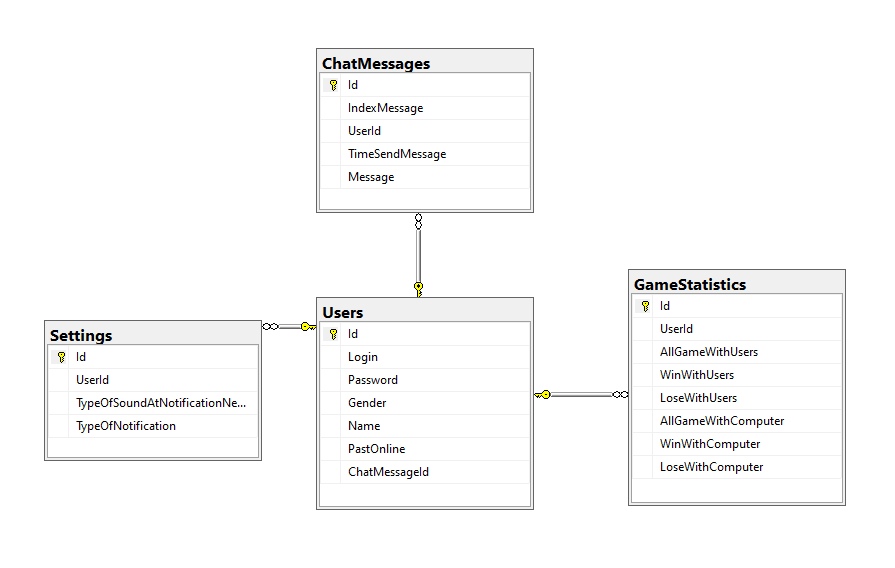 ChatMessages
Id
IndexMessage
UserId
TimeSendMessage
Message
Settings
Id
UserId
TypeOfSoundAtNotificationNe...
TypeOfNotification
Users
Id
Login
Password
Gender
Name
PastOnline
ChatMessageId
GameStatistics
Id
UserId
AllGameWithUsers
WinWithUsers
LoseWithUsers
AllGameWithComputer
WinWithComputer
LoseWithComputer